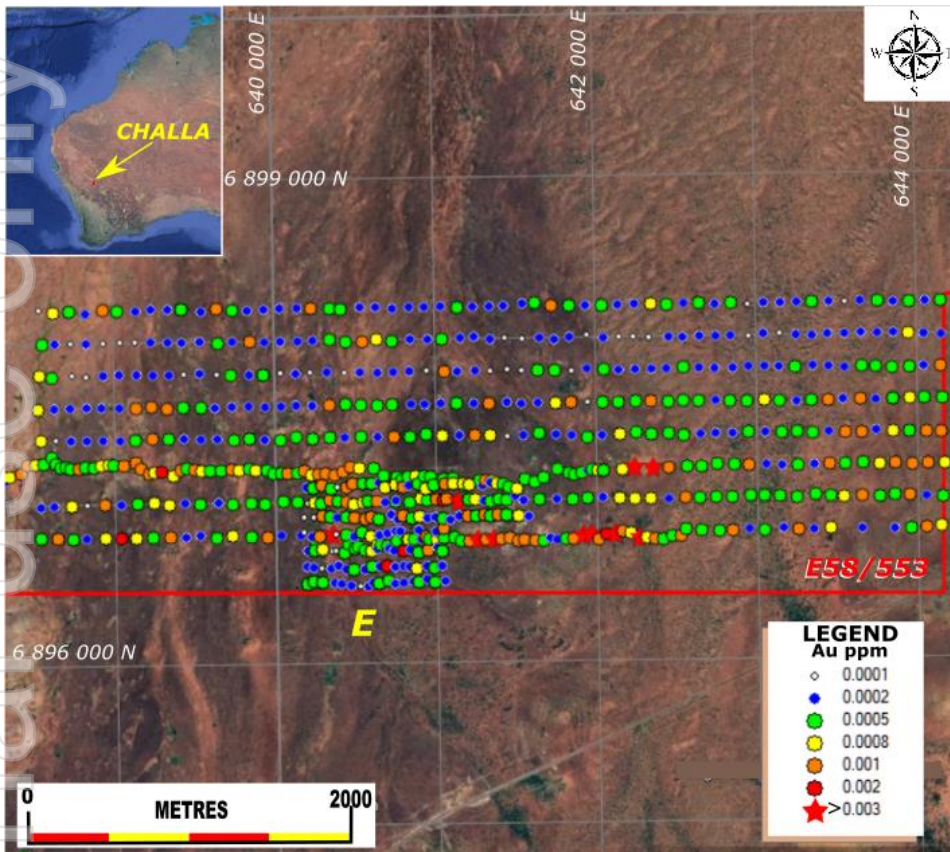 640 000 E
642 000 E
N
W
S
CHALLA
6 899 000 N
644 000 E
E58/553
E
6 896 000 N
LEGEND
Au ppm
0.0001
0.0002
0.0005
0.0008
0.001
0.002
>0.003
0 2000
METRES